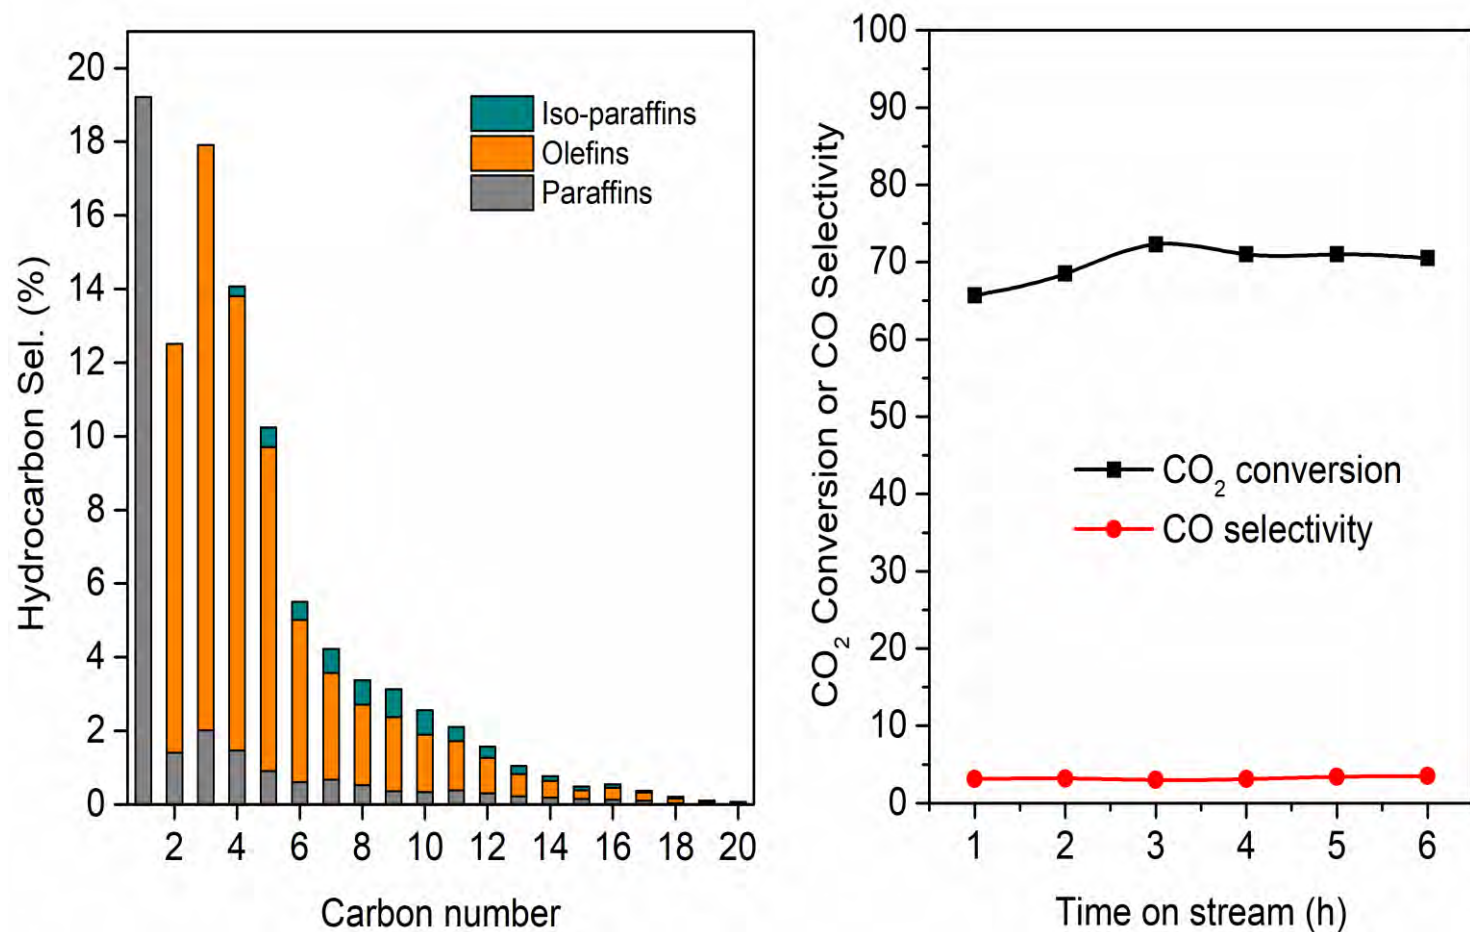 Hydrocarbon Sel. (%)
20
18
16
14
12
10
8
6
4
2
0
Iso-paraffins
Olefins
Paraffins
2 4 6 8 10 12 14 16 18 20
Carbon number
CO₂ Conversion or CO Selectivity
100
90
80
70
60
50
40
30
20
10
0
CO₂ conversion
CO selectivity
1 2 3 4 5 6
Time on stream (h)